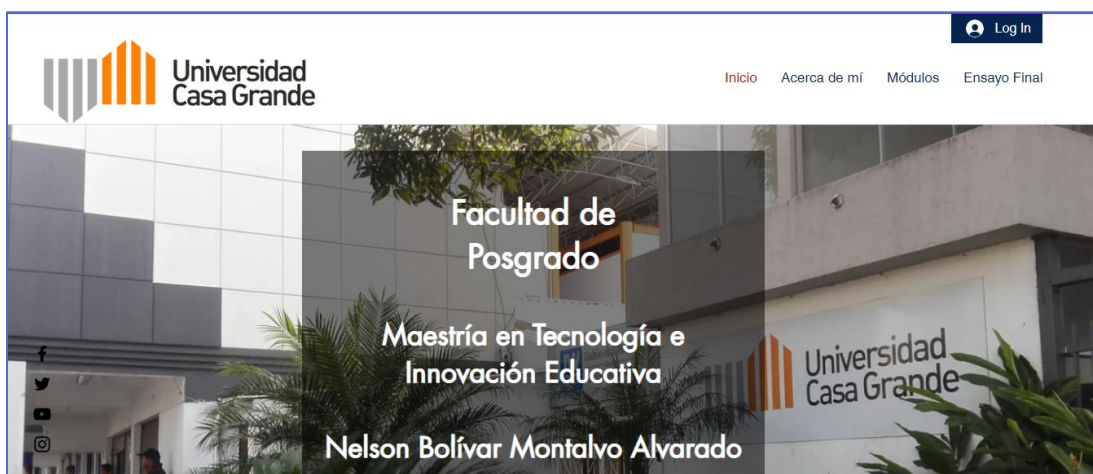 Log In
Universidad
Casa Grande
Inicio Acerca de mí Módulos Ensayo Final
Facultad de
Posgrado
Maestría en Tecnología e
Innovación Educativa
Universidad
Casa Grande
Nelson Bolívar Montalvo Alvarado